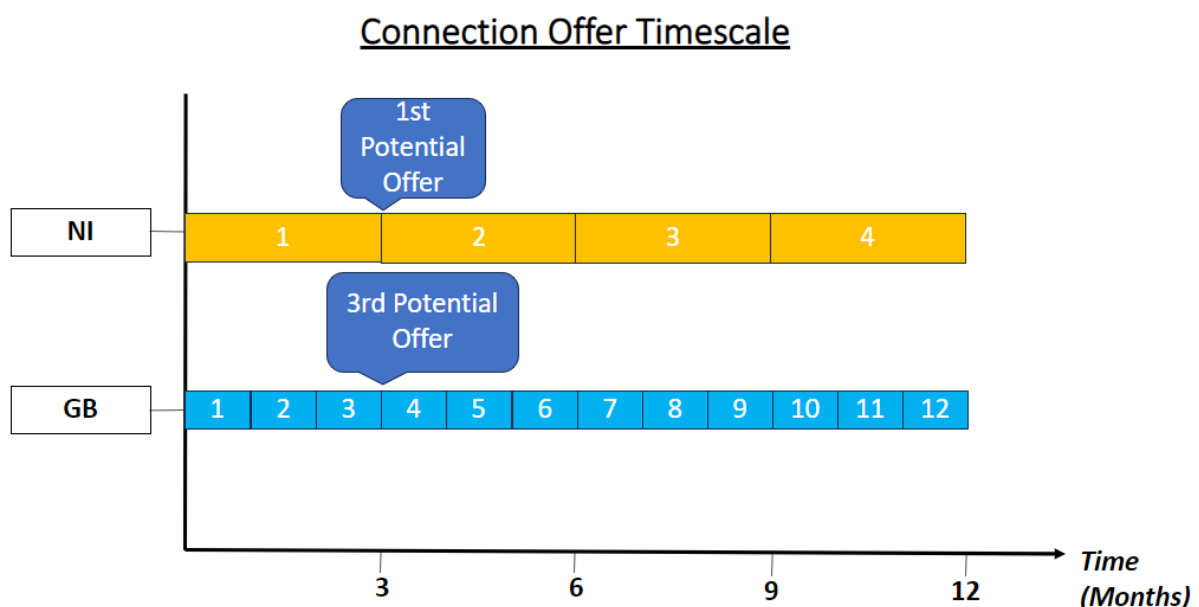 Connection Offer Timescale
1st
Potential
Offer
NI
1 2 3 4
3rd Potential
Offer
GB
1 2 3 4 5 6 7 8 9 10 11 12
3 6 9 12
Time
(Months)